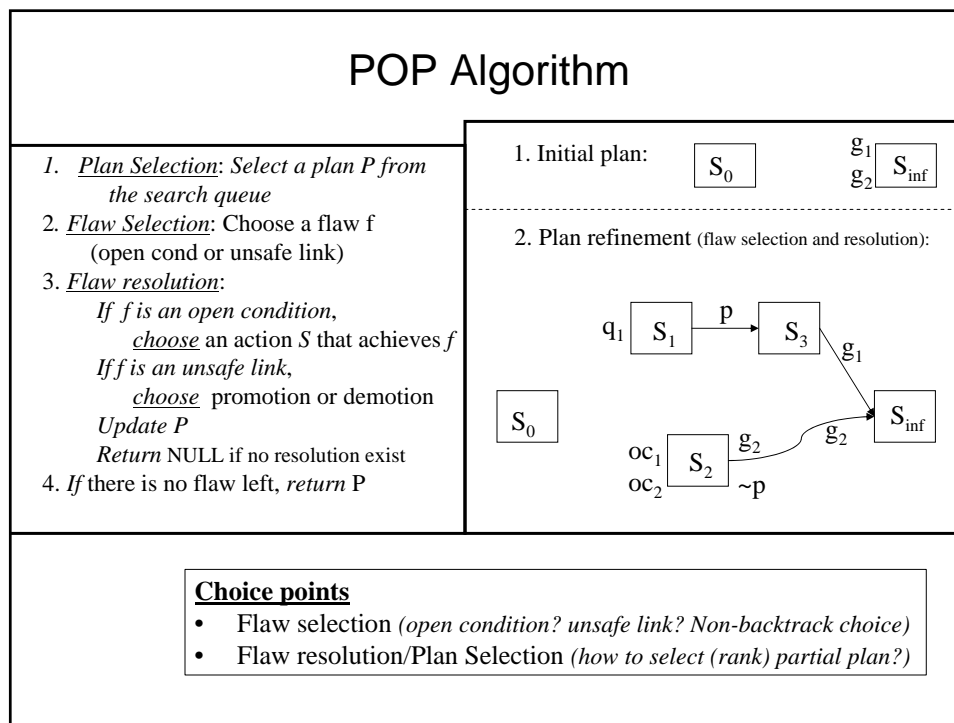 POP Algorithm
1. Plan Selection: Select a plan P from
the search queue
2. Flaw Selection: Choose a flaw f
(open cond or unsafe link)
3. Flaw resolution:
If f is an open condition,
choose an action S that achieves f
If f is an unsafe link,
choose promotion or demotion
Update P
Return NULL if no resolution exist
4. If there is no flaw left, return P
1. Initial plan:
S0
g1
g2
Sinf
2. Plan refinement (flaw selection and resolution):
q1
S1
p
S3
g1
S0
Sinf
oc1
oc2
S2
g2
~p
g2
Choice points
• Flaw selection (open condition? unsafe link? Non-backtrack choice)
• Flaw resolution/Plan Selection (how to select (rank) partial plan?)